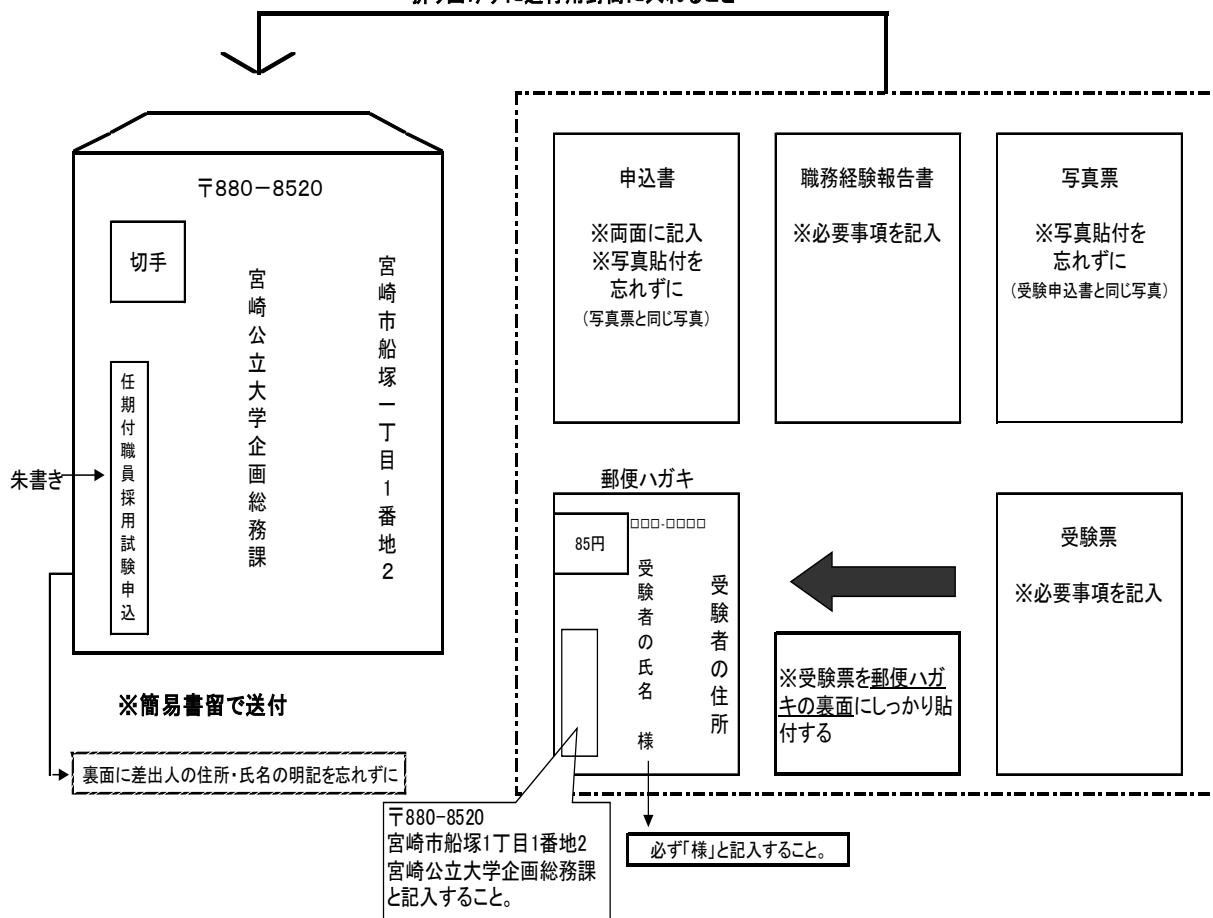 〒880－8520
切手
宮崎市船塚一丁目1番地2
宮崎公立大学企画総務課
任期付職員採用試験申込
朱書き
※簡易書留で送付
裏面に差出人の住所・氏名の明記を忘れずに
申込書
※両面に記入
※写真貼付を
忘れずに
(写真票と同じ写真)
職務経験報告書
※必要事項を記入
写真票
※写真貼付を
忘れずに
(受験申込書と同じ写真)
郵便ハガキ
85円
□□□-□□□□
受験者の住所
受験者の氏名　様
※受験票を郵便ハガ
キの裏面にしっかり貼
付する
受験票
※必要事項を記入
〒880-8520
宮崎市船塚1丁目1番地2
宮崎公立大学企画総務課
と記入すること。
必ず「様」と記入すること。